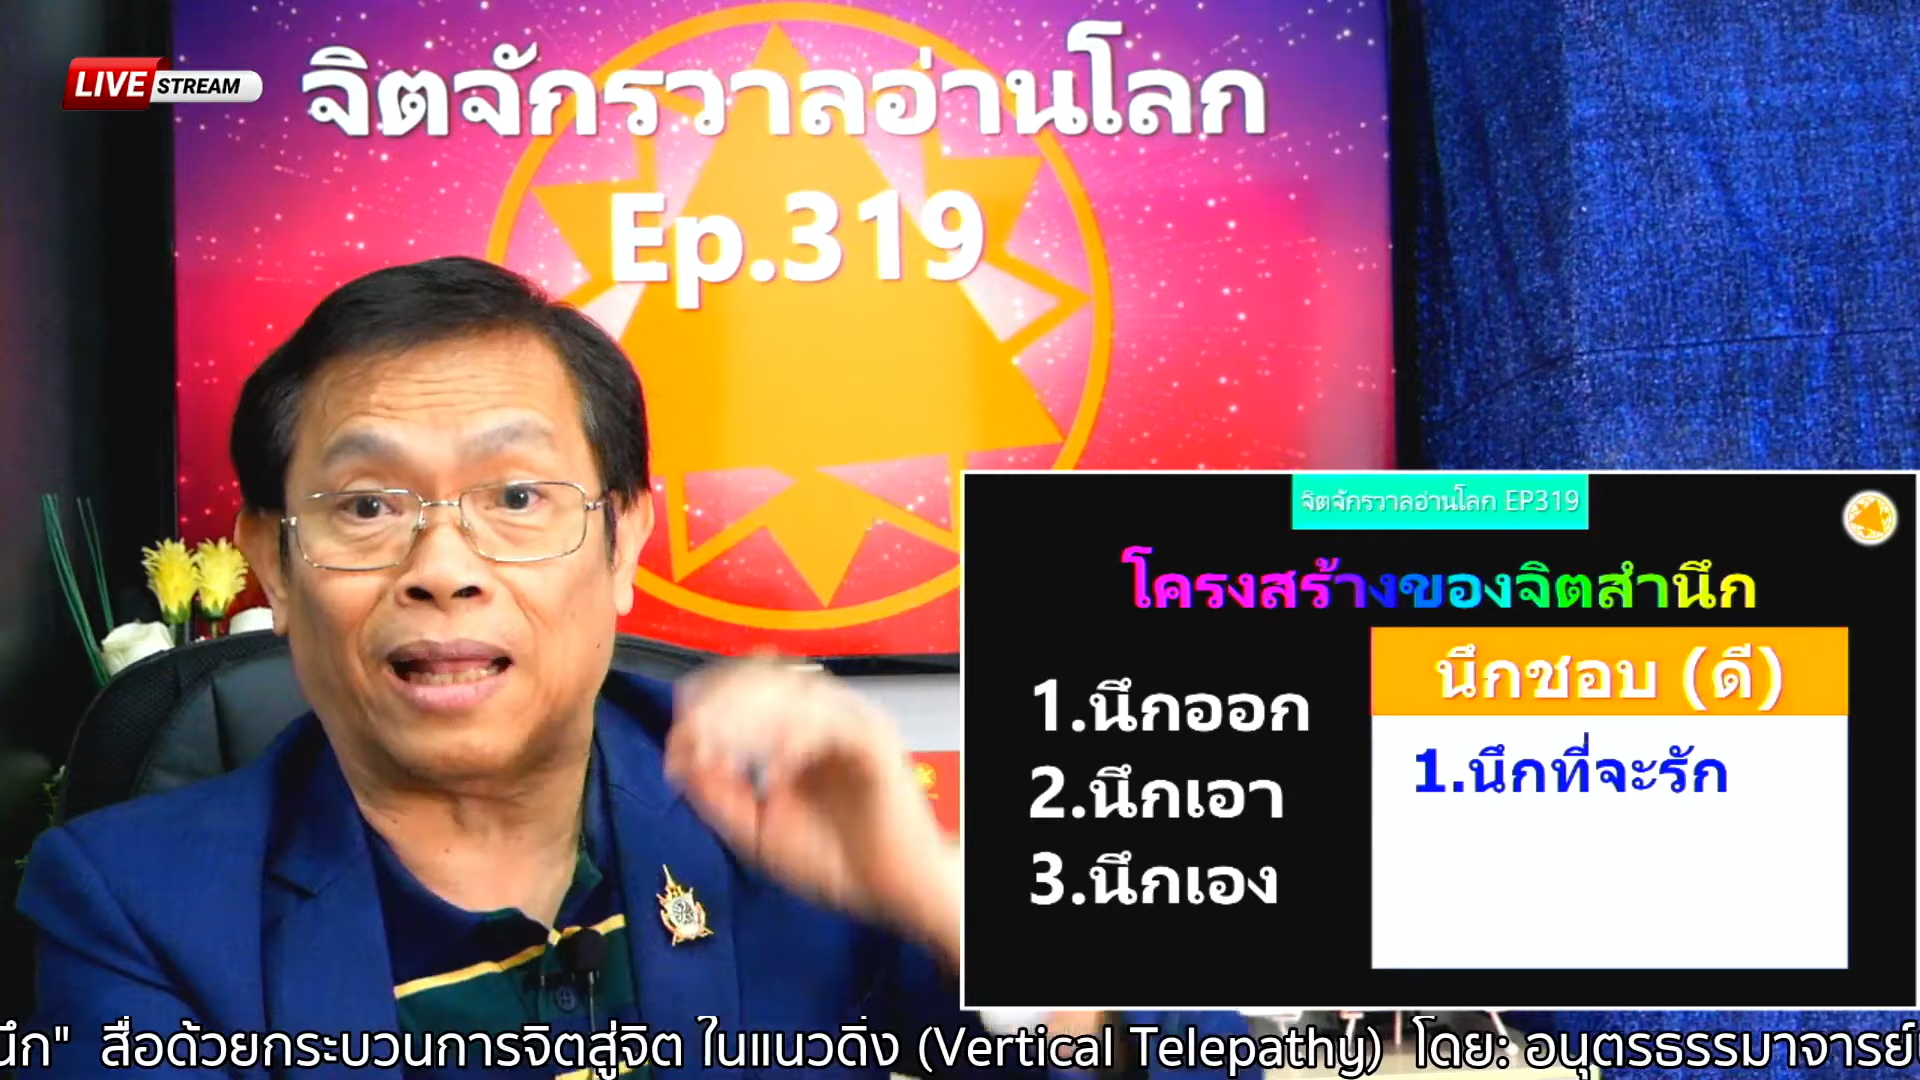 LIVE STREAM
จิตจักรวาลอ่านโลก
Ep.319
จิตจักรวาลอ่านโลก EP319
โครงสร้างของจิตสำนึก
นึกชอบ (ดี)
1.นึกออก
2.นึกเอา
3.นึกเอง
1.นึกที่จะรัก
นึก" สื่อด้วยกระบวนการจิตสู่จิต ในแนวดิ่ง (Vertical Telepathy) โดย: อนุตรธรรมาจารย์